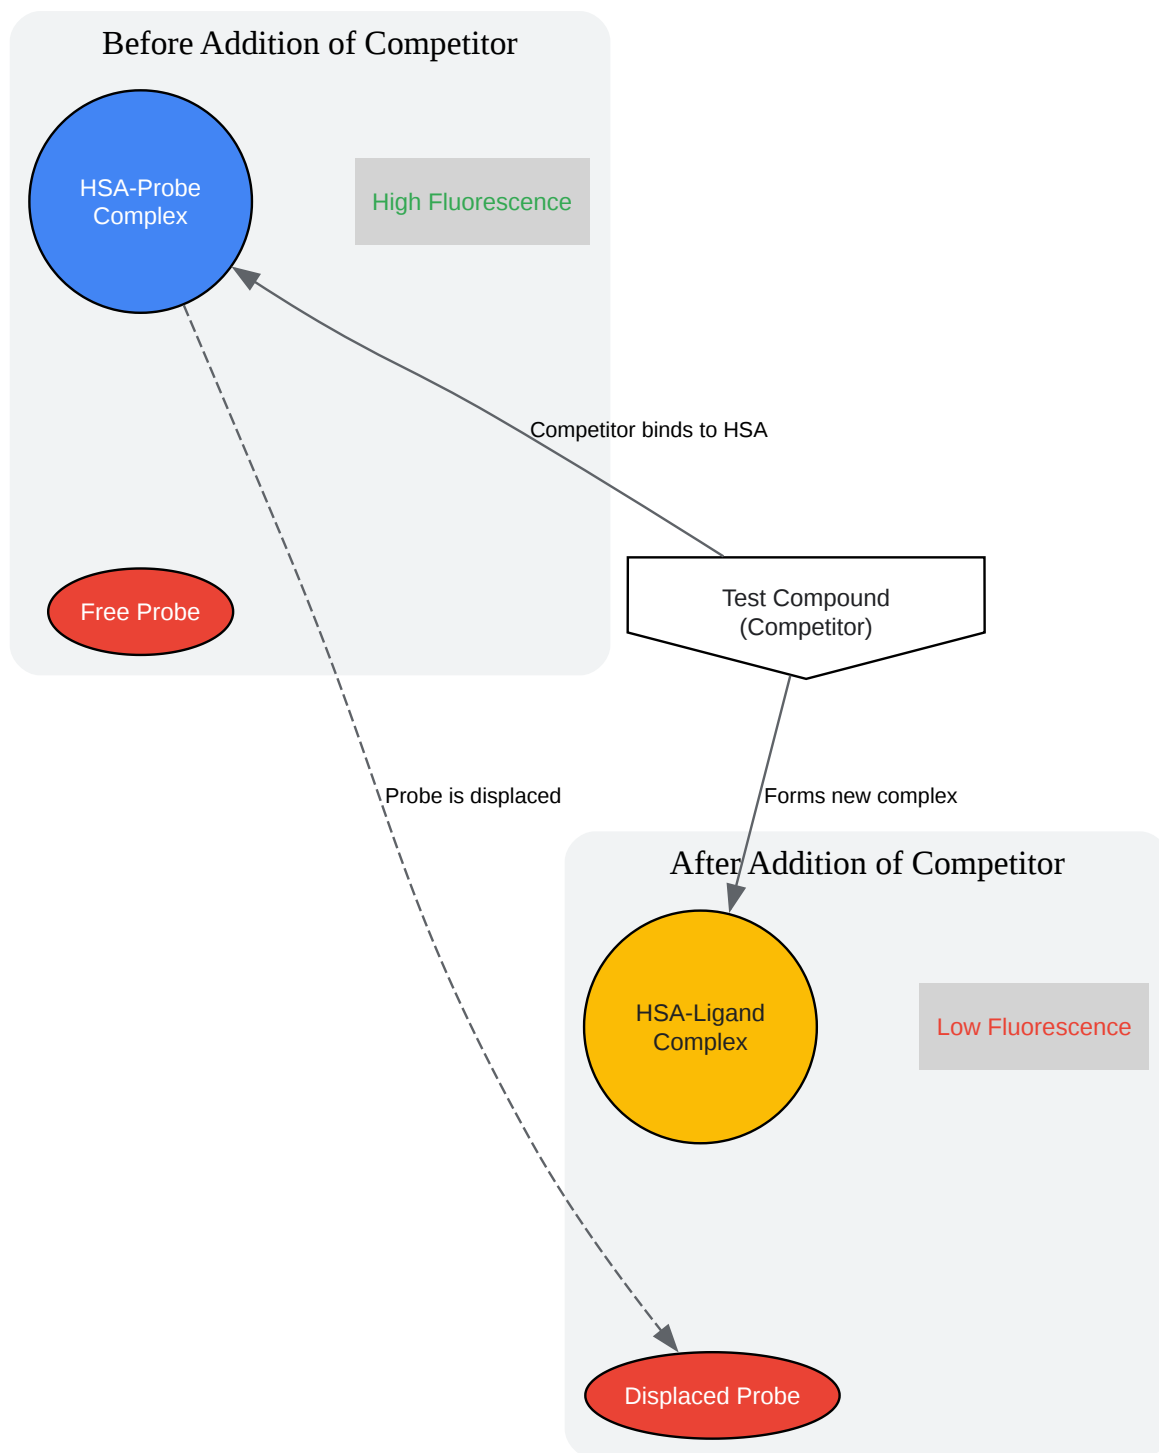 Before Addition of Competitor
HSA-Probe
Complex
High Fluorescence
Competitor binds to HSA
Free Probe
Test Compound
(Competitor)
Probe is displaced
Forms new complex
After Addition of Competitor
HSA-Ligand
Complex
Low Fluorescence
Displaced Probe